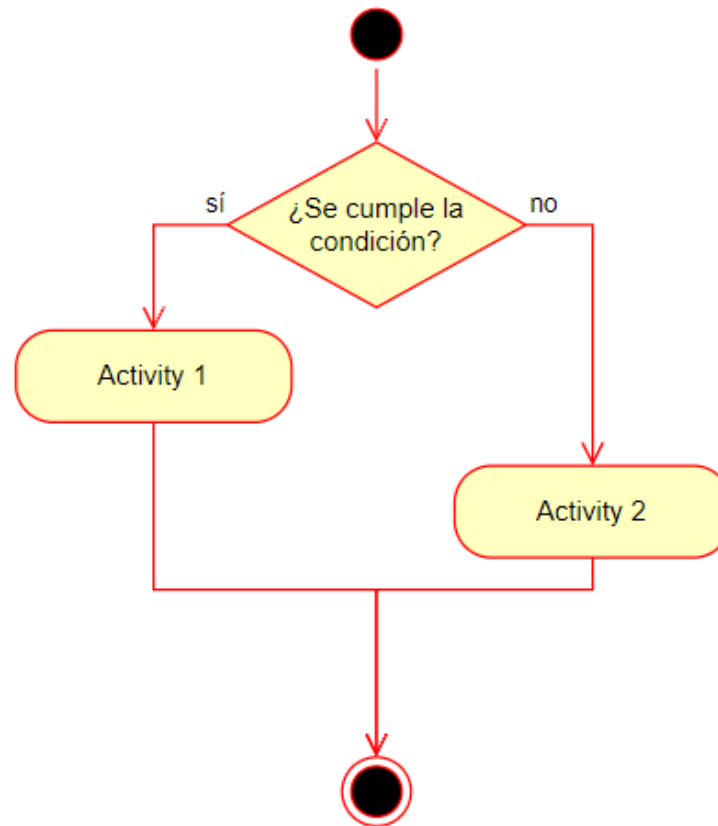 sí
¿Se cumple la
condición?
no
Activity 1
Activity 2